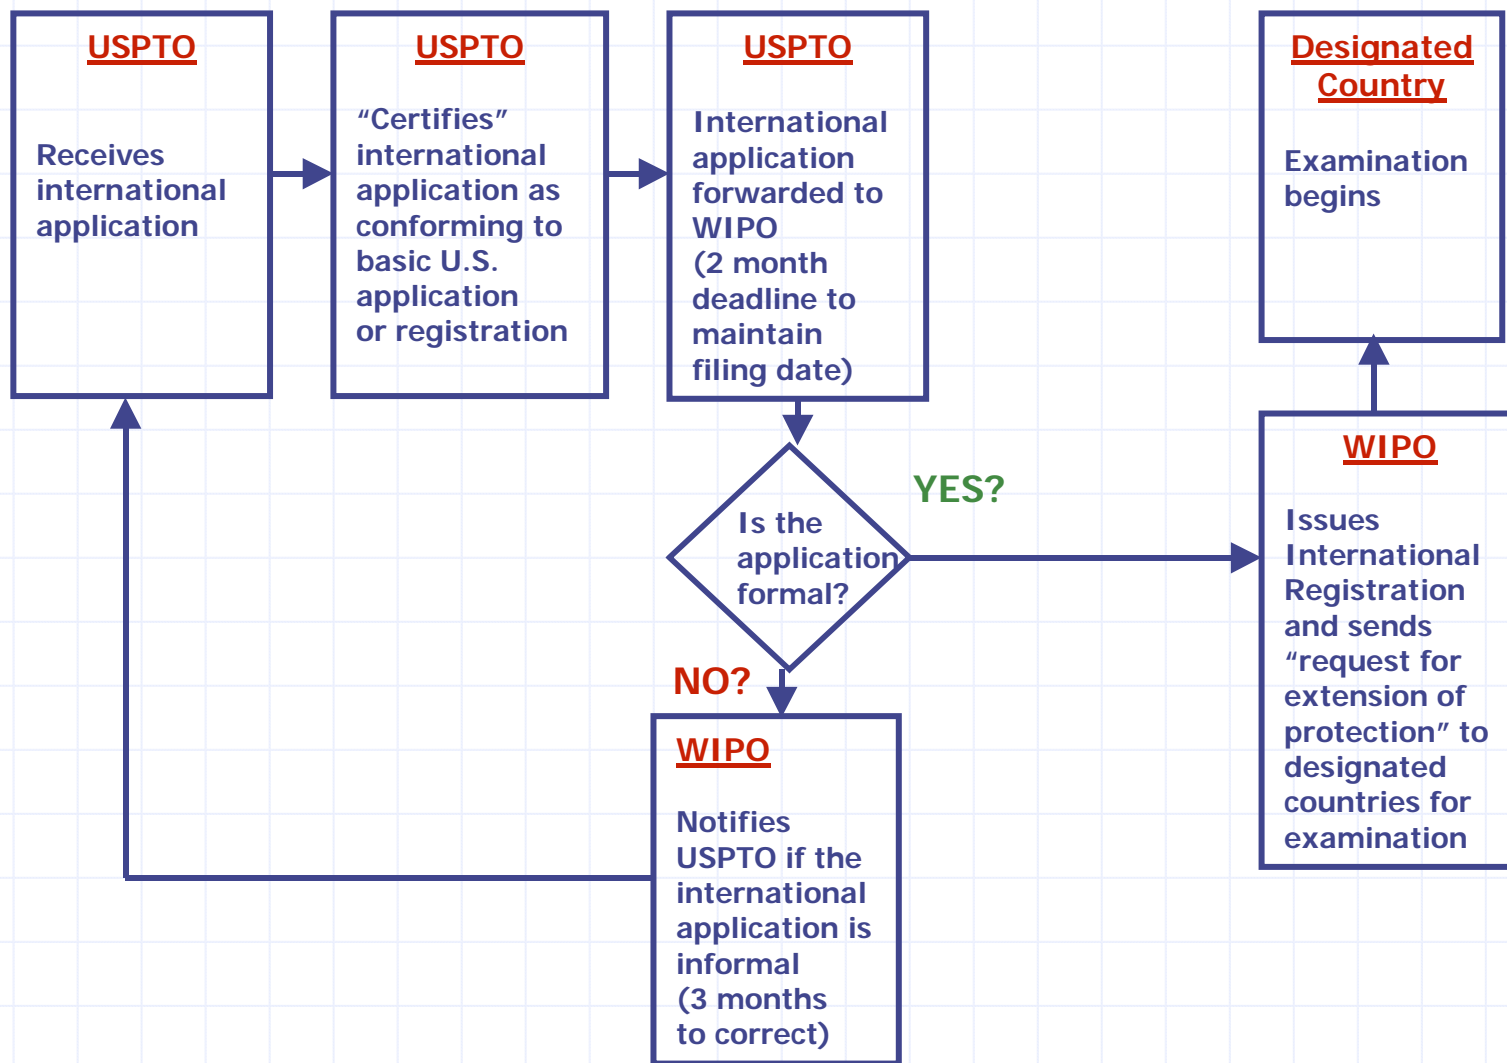 USPTO
Receives
international
application
USPTO
“Certifies”
international
application as
conforming to
basic U.S.
application
or registration
USPTO
International
application
forwarded to
WIPO
(2 month
deadline to
maintain
filing date)
Designated
Country
Examination
begins
Is the
application
formal?
YES?
WIPO
Issues
International
Registration
and sends
“request for
extension of
protection” to
designated
countries for
examination
NO?
WIPO
Notifies
USPTO if the
international
application is
informal
(3 months
to correct)